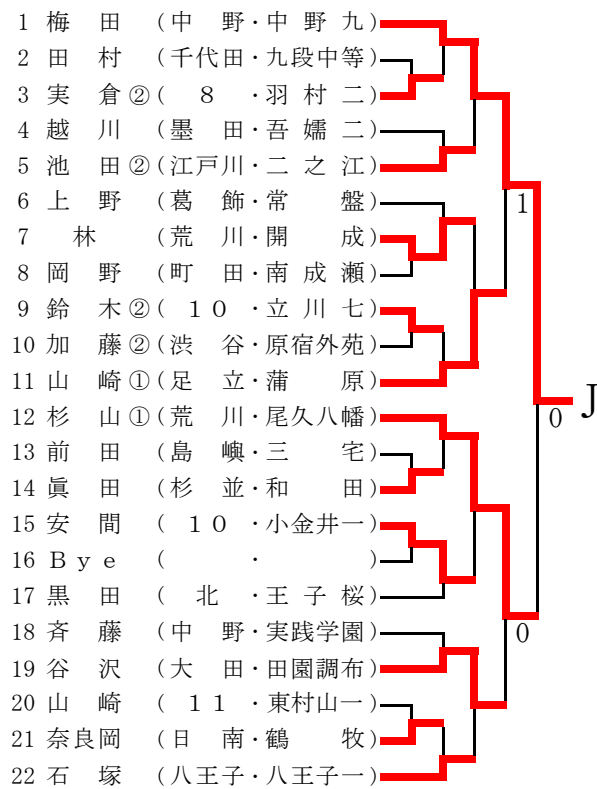 1 梅 田 (中 野・中 野 九)
2 田 村 (千代田・九段中等)
3 実 倉②( 8 ・羽 村 二)
4 越 川 (墨 田・吾 嬬 二)
5 池 田②(江戸川・二 之 江)
6 上 野 (葛 飾・常 盤)
7 林 (荒 川・開 成)
8 岡 野 (町 田・南 成 瀬)
9 鈴 木②( 10 ・立 川 七)
10 加 藤②(渋 谷・原宿外苑)
11 山 崎①(足 立・蒲 原)
12 杉 山①(荒 川・尾久八幡)
13 前 田 (島 嶼・三 宅)
14 眞 田 (杉 並・和 田)
15 安 間 ( 10 ・小金井一)
16 Bye ( ・ )
17 黒 田 ( 北 ・王 子 桜)
18 斉 藤 (中 野・実践学園)
19 谷 沢 (大 田・田園調布)
20 山 崎 ( 11 ・東村山一)
21 奈良岡 (日 南・鶴 牧)
22 石 塚 (八王子・八王子一)
1
0
J
0